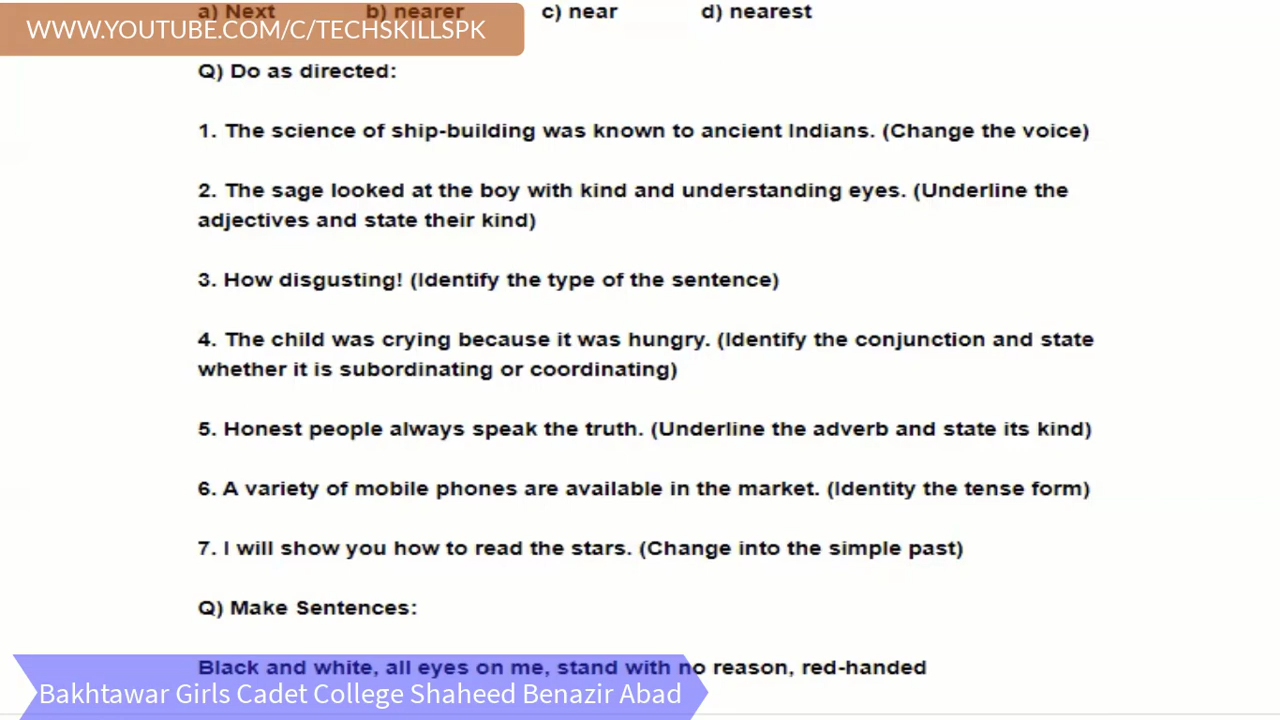 a) Next b) nearer c) near d) nearest
WWW.YOUTUBE.COM/C/TECHSKILLSPK
Q) Do as directed:
1. The science of ship-building was known to ancient Indians. (Change the voice)
2. The sage looked at the boy with kind and understanding eyes. (Underline the
adjectives and state their kind)
3. How disgusting! (Identify the type of the sentence)
4. The child was crying because it was hungry. (Identify the conjunction and state
whether it is subordinating or coordinating)
5. Honest people always speak the truth. (Underline the adverb and state its kind)
6. A variety of mobile phones are available in the market. (Identity the tense form)
7. I will show you how to read the stars. (Change into the simple past)
Q) Make Sentences:
Black and white, all eyes on me, stand with no reason, red-handed
Bakhtawar Girls Cadet College Shaheed Benazir Abad